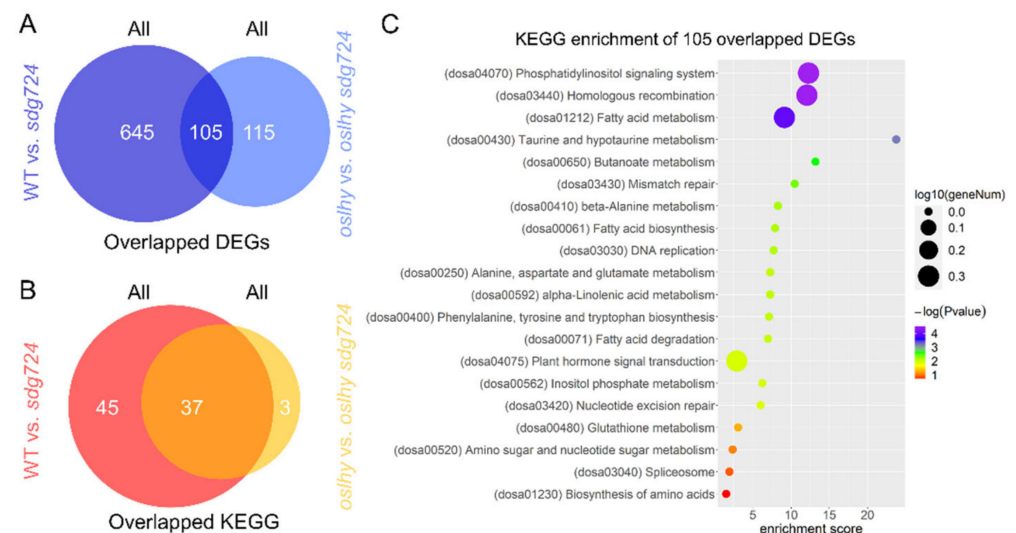 A
All
All
WT vs. sdg724
645
105
115
oslhy vs. oslhy sdg724
Overlapped DEGs
B
All
All
WT vs. sdg724
45
37
3
oslhy vs. oslhy sdg724
Overlapped KEGG
C
KEGG enrichment of 105 overlapped DEGs
(dosa04070) Phosphatidylinositol signaling system
(dosa03440) Homologous recombination
(dosa01212) Fatty acid metabolism
(dosa00430) Taurine and hypotaurine metabolism
(dosa00650) Butanoate metabolism
(dosa03430) Mismatch repair
(dosa00410) beta-Alanine metabolism
(dosa00061) Fatty acid biosynthesis
(dosa03030) DNA replication
(dosa00250) Alanine, aspartate and glutamate metabolism
(dosa00592) alpha-Linolenic acid metabolism
(dosa00400) Phenylalanine, tyrosine and tryptophan biosynthesis
(dosa00071) Fatty acid degradation
(dosa04075) Plant hormone signal transduction
(dosa00562) Inositol phosphate metabolism
(dosa03420) Nucleotide excision repair
(dosa00480) Glutathione metabolism
(dosa00520) Amino sugar and nucleotide sugar metabolism
(dosa03040) Spliceosome
(dosa01230) Biosynthesis of amino acids
5 10 15 20
enrichment score
log10(geneNum)
0.0
0.1
0.2
0.3
−log(Pvalue)
4
3
2
1